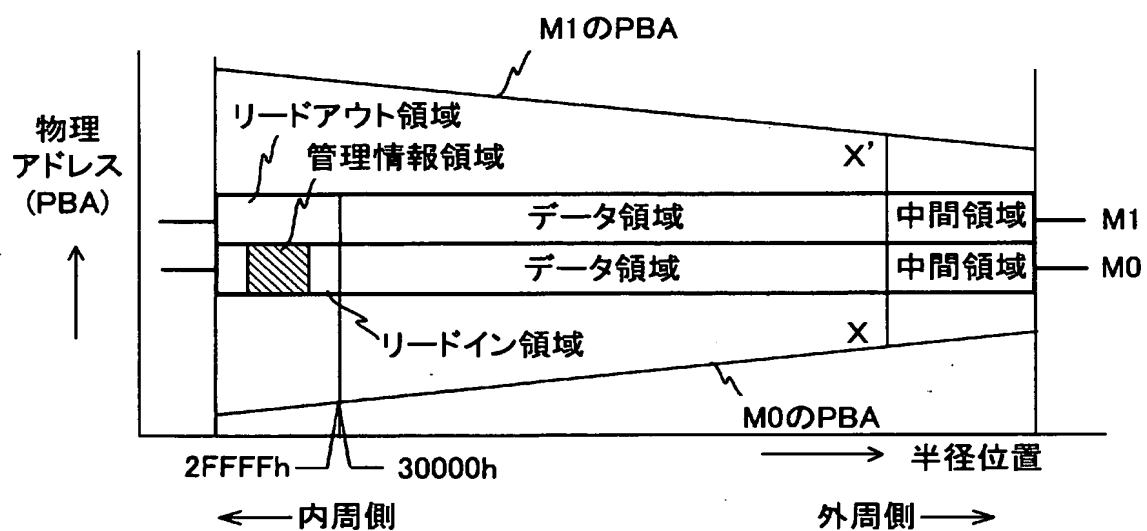 M1のPBA
リードアウト領域
管理情報領域
物理
アドレス
(PBA)
X'
データ領域
中間領域
M1
データ領域
中間領域
M0
リードイン領域
X
M0のPBA
2FFFFh
30000h
半径位置
内周側
外周側